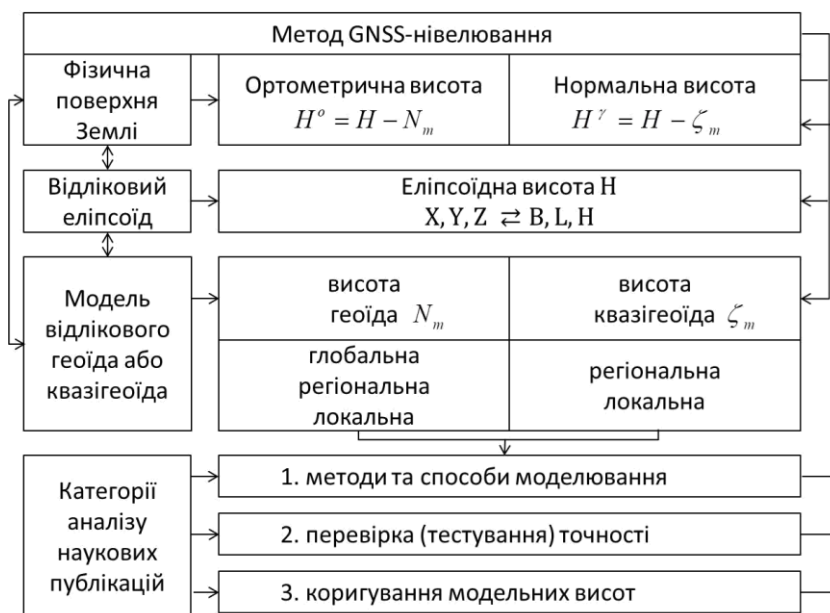 Метод GNSS-нівелювання
Фізична
поверхня
Землі
Ортометрична висота
H^o = H − N_m
Нормальна висота
H^γ = H − ζ_m
Відліковий
еліпсоїд
Еліпсоїдна висота H
X, Y, Z ⇄ B, L, H
Модель
відлікового
геоїда або
квазігеоїда
висота
геоїда N_m
висота
квазігеоїда ζ_m
глобальна
регіональна
локальна
регіональна
локальна
Категорії
аналізу
наукових
публікацій
1. методи та способи моделювання
2. перевірка (тестування) точності
3. коригування модельних висот